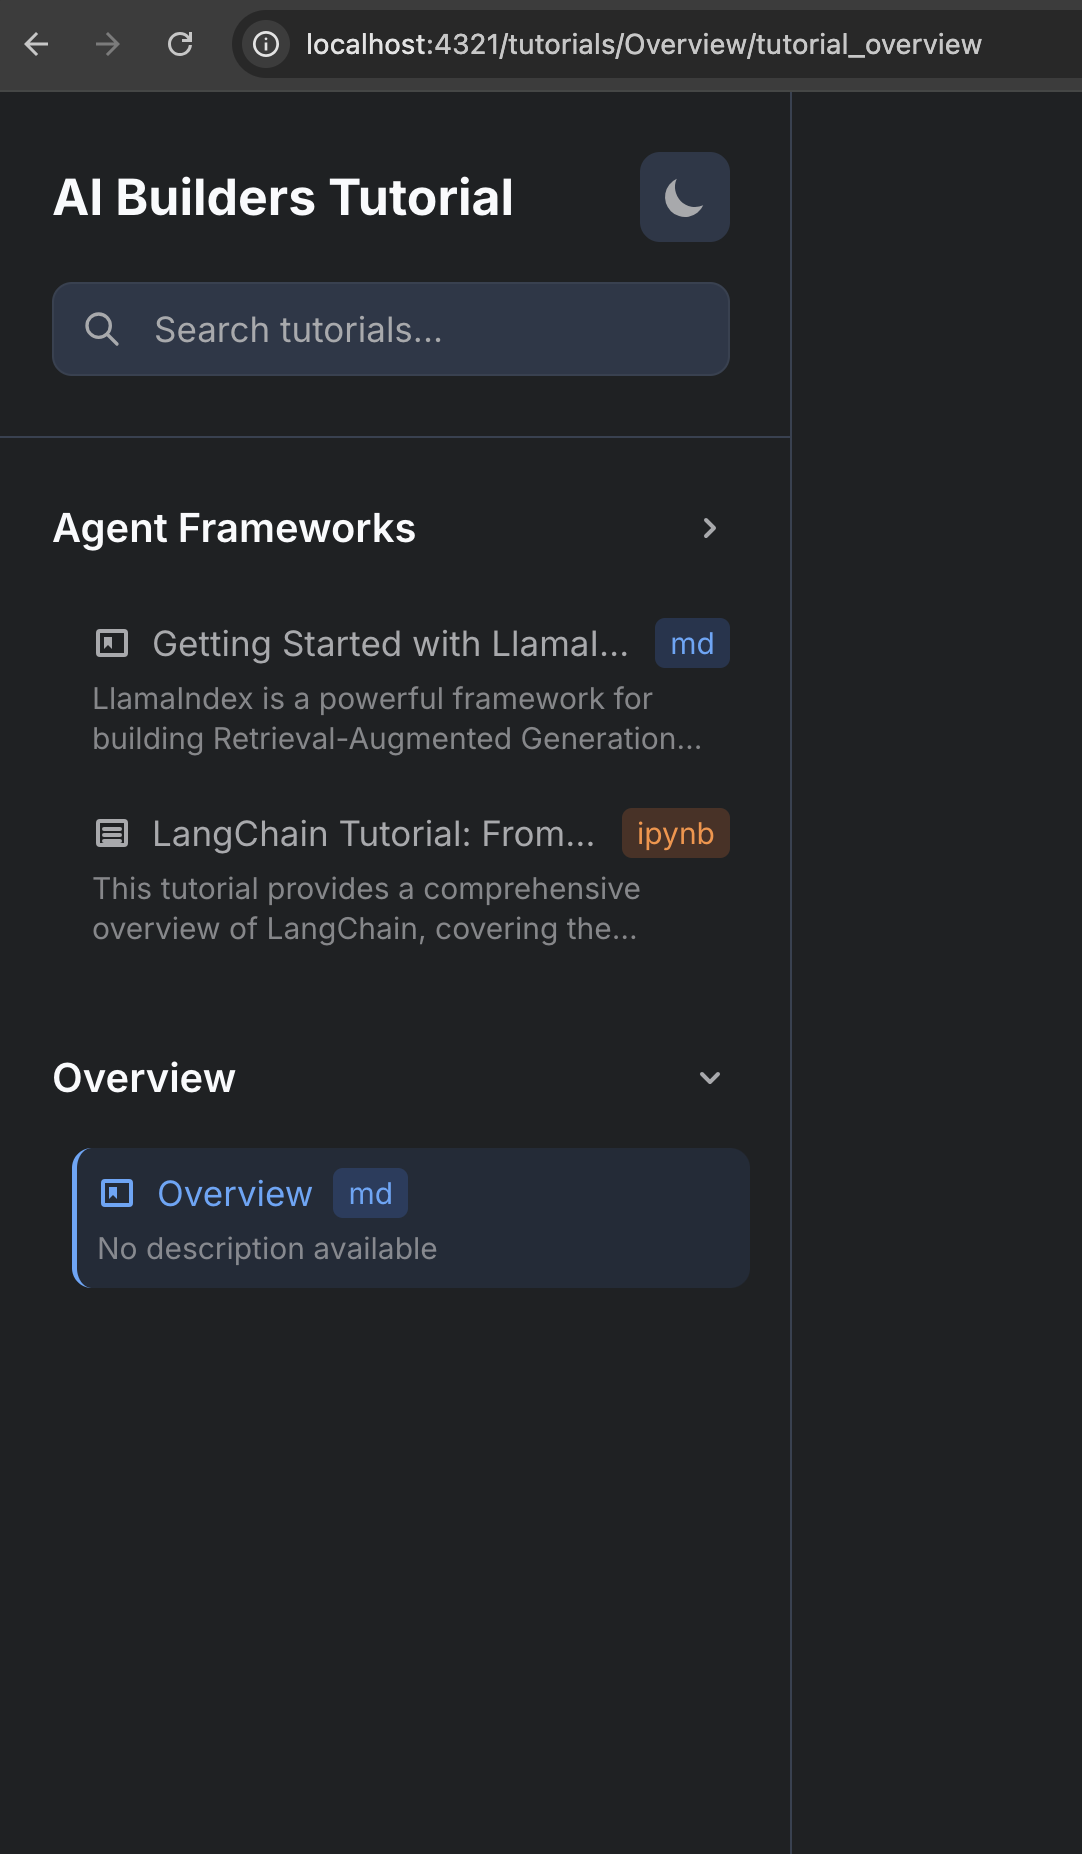 localhost:4321/tutorials/Overview/tutorial_overview
AI Builders Tutorial
Search tutorials...
Agent Frameworks
Getting Started with LlamaI... md
LlamaIndex is a powerful framework for
building Retrieval-Augmented Generation...
LangChain Tutorial: From... ipynb
This tutorial provides a comprehensive
overview of LangChain, covering the...
Overview
Overview md
No description available